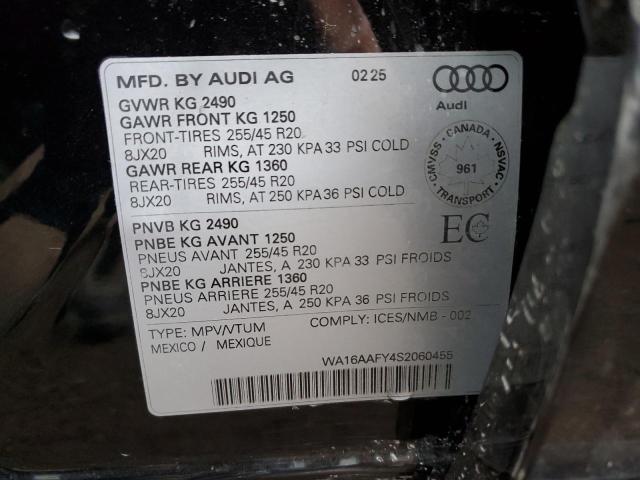 MFD. BY AUDI AG 02 25
Audi
GVWR KG 2490
GAWR FRONT KG 1250
FRONT-TIRES 255/45 R20
8JX20 RIMS, AT 230 KPA 33 PSI COLD
GAWR REAR KG 1360
REAR-TIRES 255/45 R20
8JX20 RIMS, AT 250 KPA 36 PSI COLD
CANADA
CMVSS NSVAC
961
TRANSPORT
PNVB KG 2490
PNBE KG AVANT 1250
PNEUS AVANT 255/45 R20
8JX20 JANTES, A 230 KPA 33 PSI FROIDS
PNBE KG ARRIERE 1360
PNEUS ARRIERE 255/45 R20
8JX20 JANTES, A 250 KPA 36 PSI FROIDS
EC
TYPE: MPV/VTUM COMPLY: ICES/NMB - 002
MEXICO / MEXIQUE
WA16AAFY4S2060455